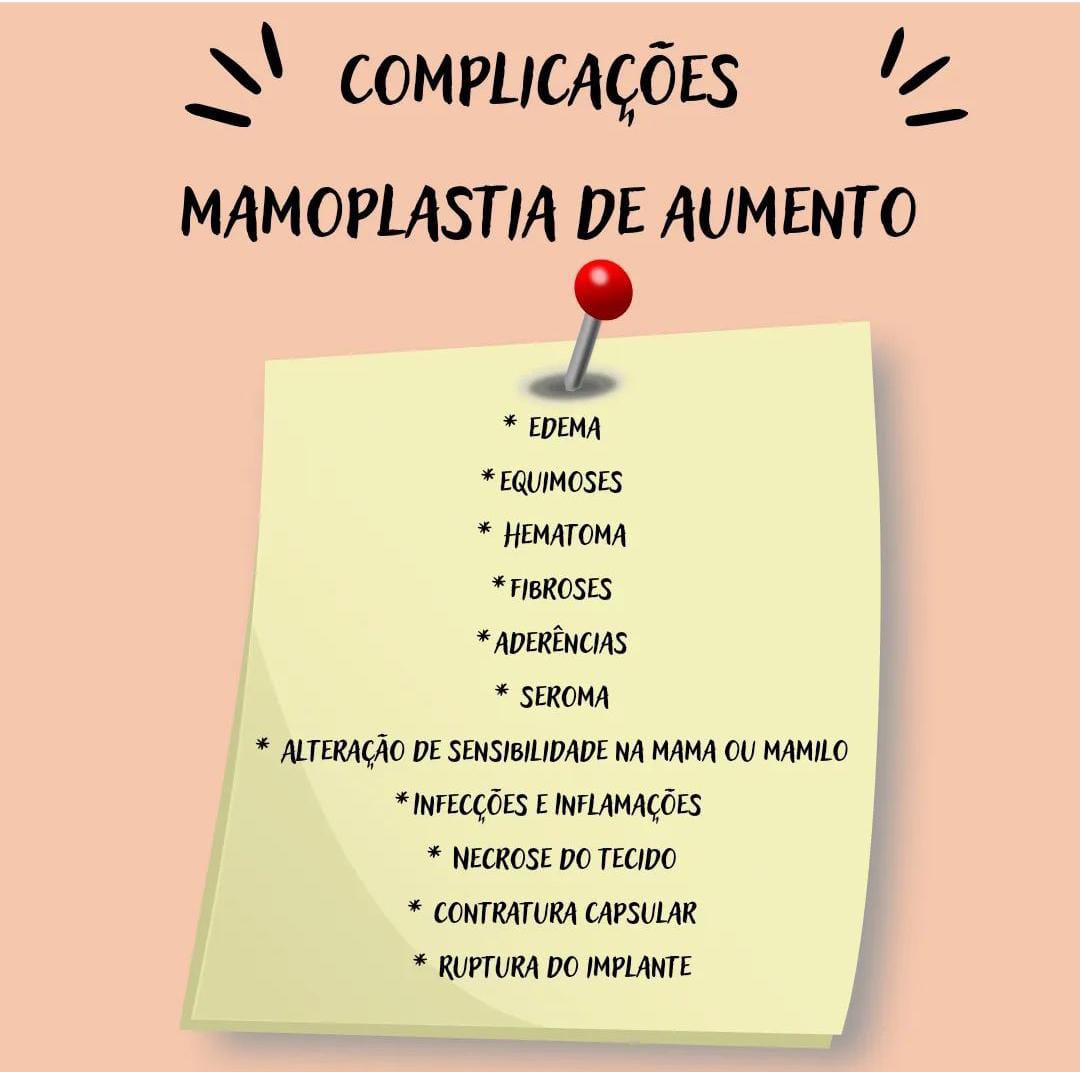 COMPLICAÇÕES
MAMOPLASTIA DE AUMENTO
* EDEMA
* EQUIMOSES
* HEMATOMA
* FIBROSES
* ADERÊNCIAS
* SEROMA
* ALTERAÇÃO DE SENSIBILIDADE NA MAMA OU MAMILO
* INFECÇÕES E INFLAMAÇÕES
* NECROSE DO TECIDO
* CONTRATURA CAPSULAR
* RUPTURA DO IMPLANTE